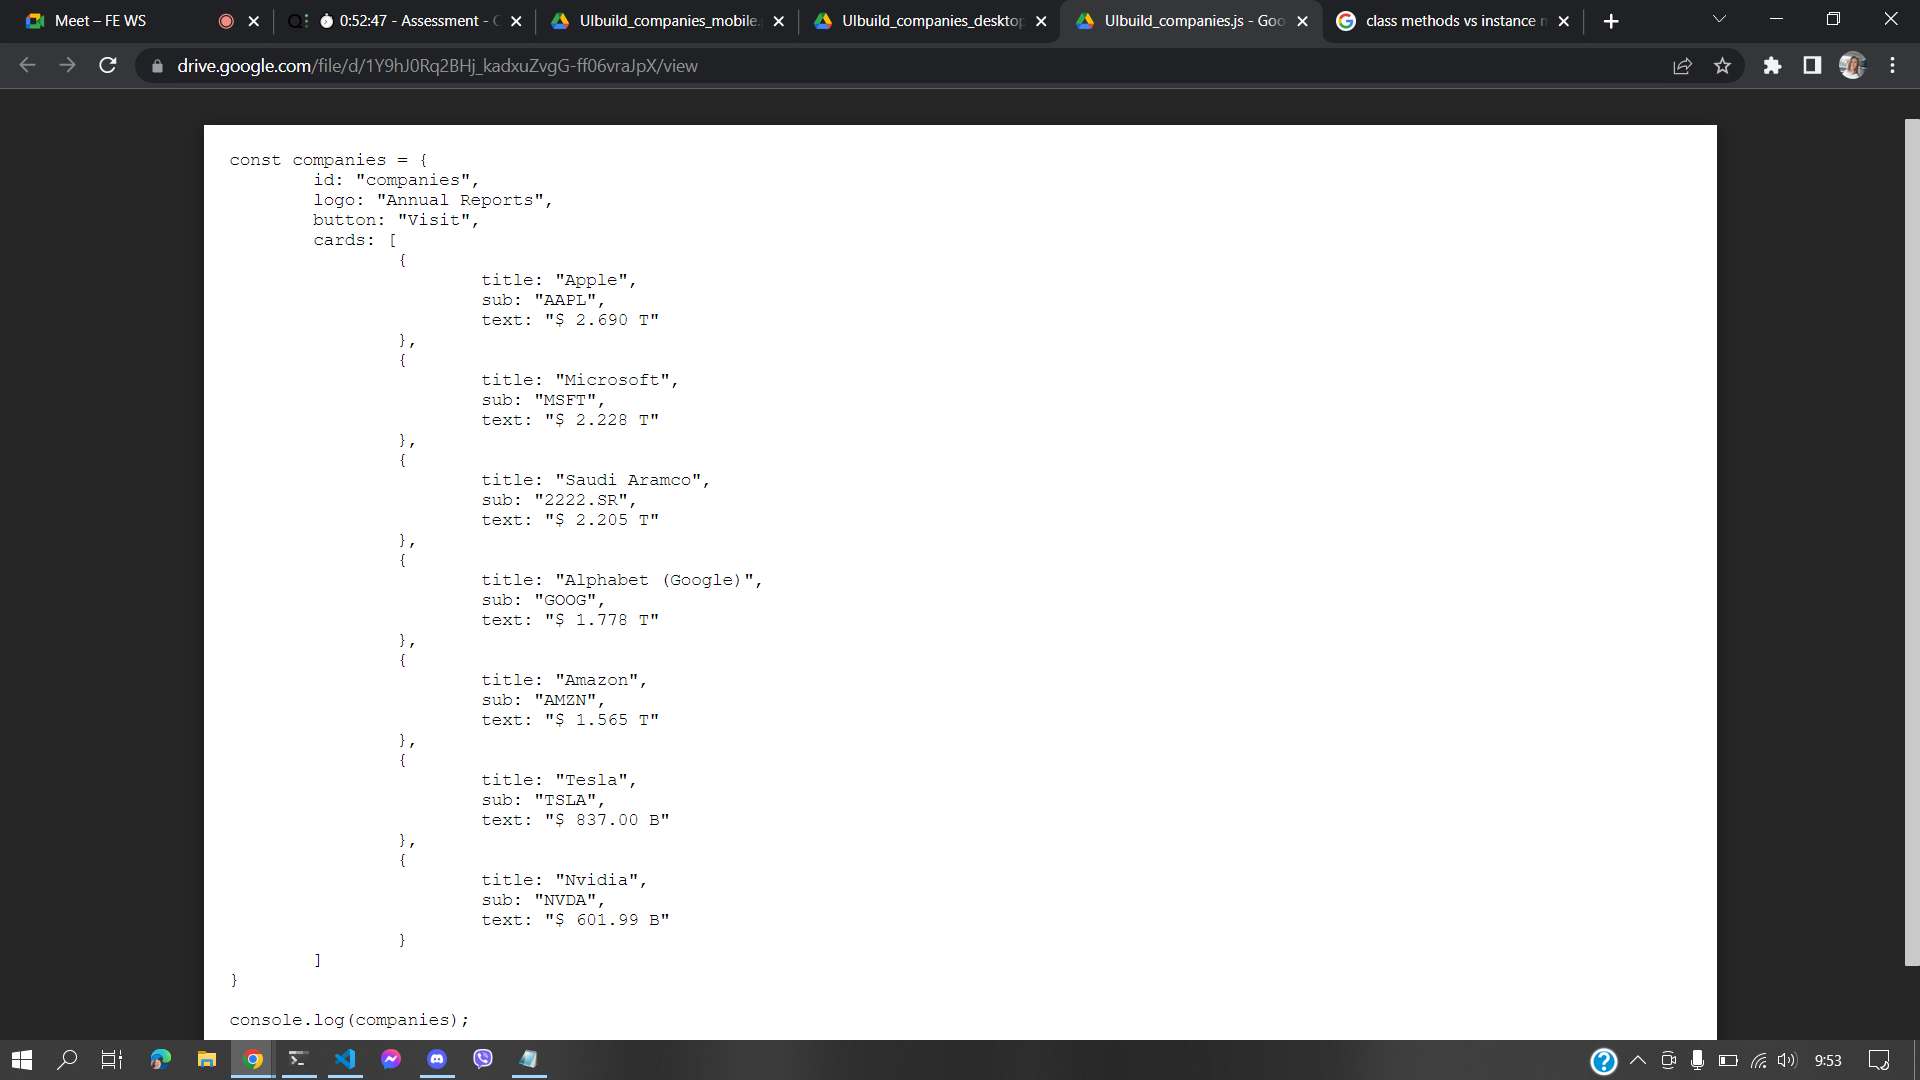 Meet – FE WS
0:52:47 - Assessment -
UIbuild_companies_mobile.
UIbuild_companies_desktop
UIbuild_companies.js - Goo
class methods vs instance
drive.google.com/file/d/1Y9hJ0Rq2BHj_kadxuZvgG-ff06vraJpX/view
const companies = {
id: "companies",
logo: "Annual Reports",
button: "Visit",
cards: [
{
title: "Apple",
sub: "AAPL",
text: "$ 2.690 T"
},
{
title: "Microsoft",
sub: "MSFT",
text: "$ 2.228 T"
},
{
title: "Saudi Aramco",
sub: "2222.SR",
text: "$ 2.205 T"
},
{
title: "Alphabet (Google)",
sub: "GOOG",
text: "$ 1.778 T"
},
{
title: "Amazon",
sub: "AMZN",
text: "$ 1.565 T"
},
{
title: "Tesla",
sub: "TSLA",
text: "$ 837.00 B"
},
{
title: "Nvidia",
sub: "NVDA",
text: "$ 601.99 B"
}
]
}
console.log(companies);
9:53